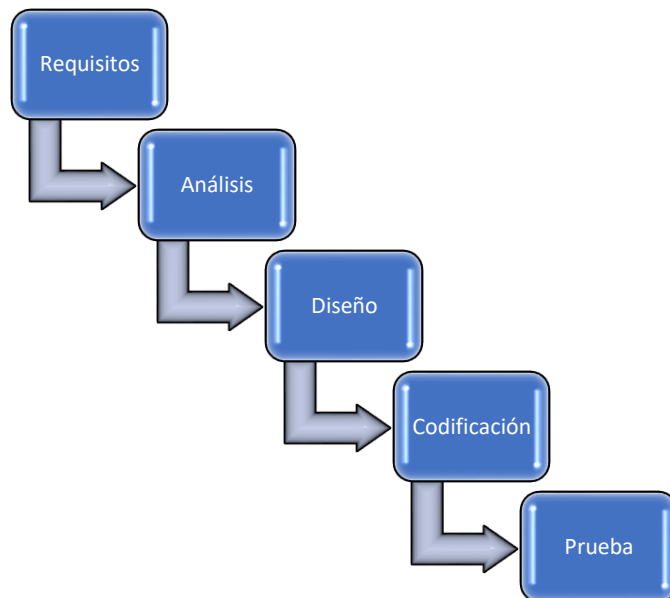 Requisitos
Análisis
Diseño
Codificación
Prueba